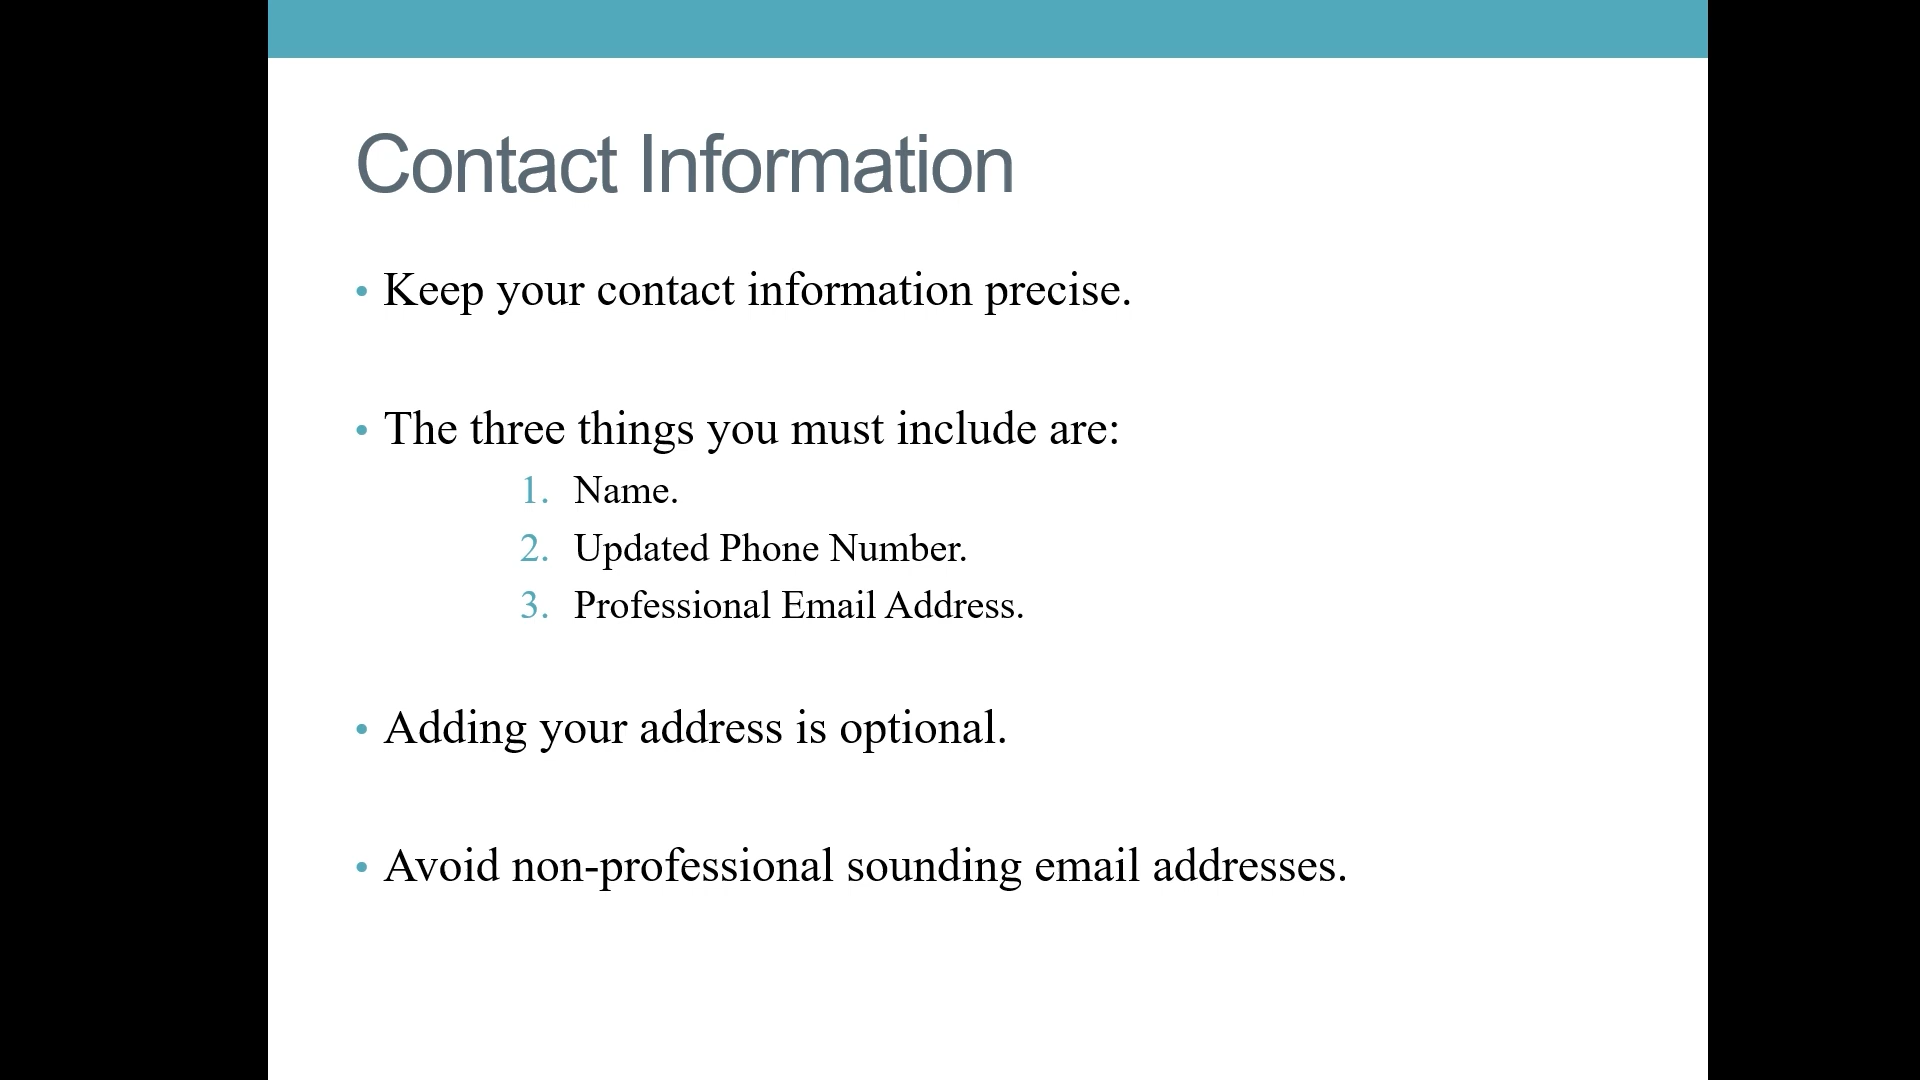 Contact Information
• Keep your contact information precise.
• The three things you must include are:
1. Name.
2. Updated Phone Number.
3. Professional Email Address.
• Adding your address is optional.
• Avoid non-professional sounding email addresses.